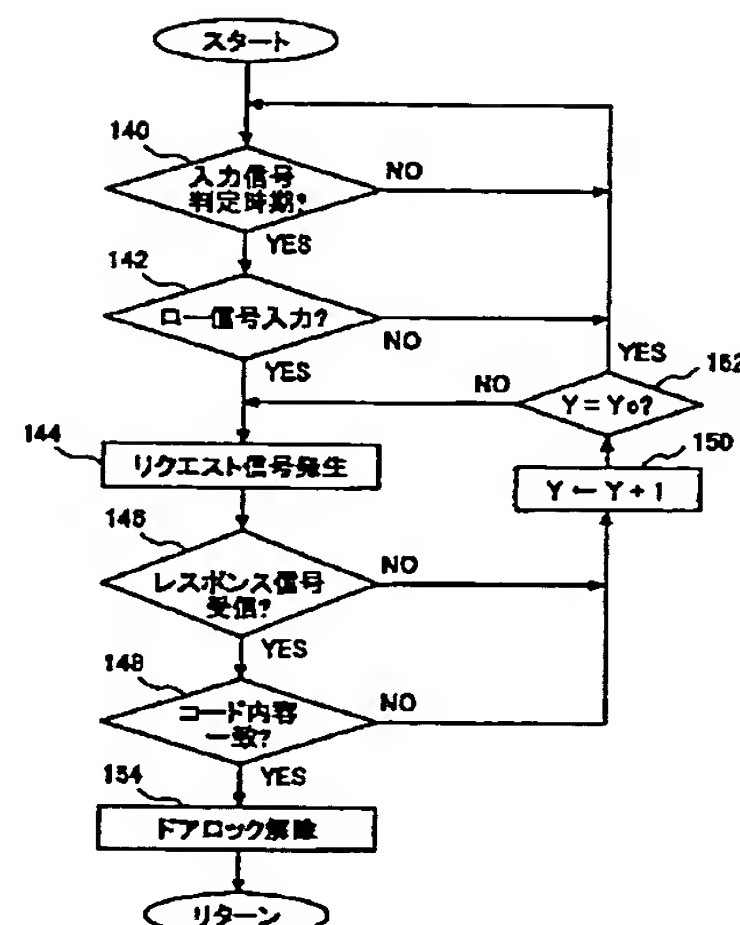 スタート
140
入力信号
判定時期?
NO
YES
142
ロー信号入力?
NO
YES
YES
152
NO
Y=Yo?
144
リクエスト信号発生
150
Y←Y+1
146
レスポンス信号
受信?
NO
YES
148
コード内容
一致?
NO
YES
154
ドアロック解除
リターン